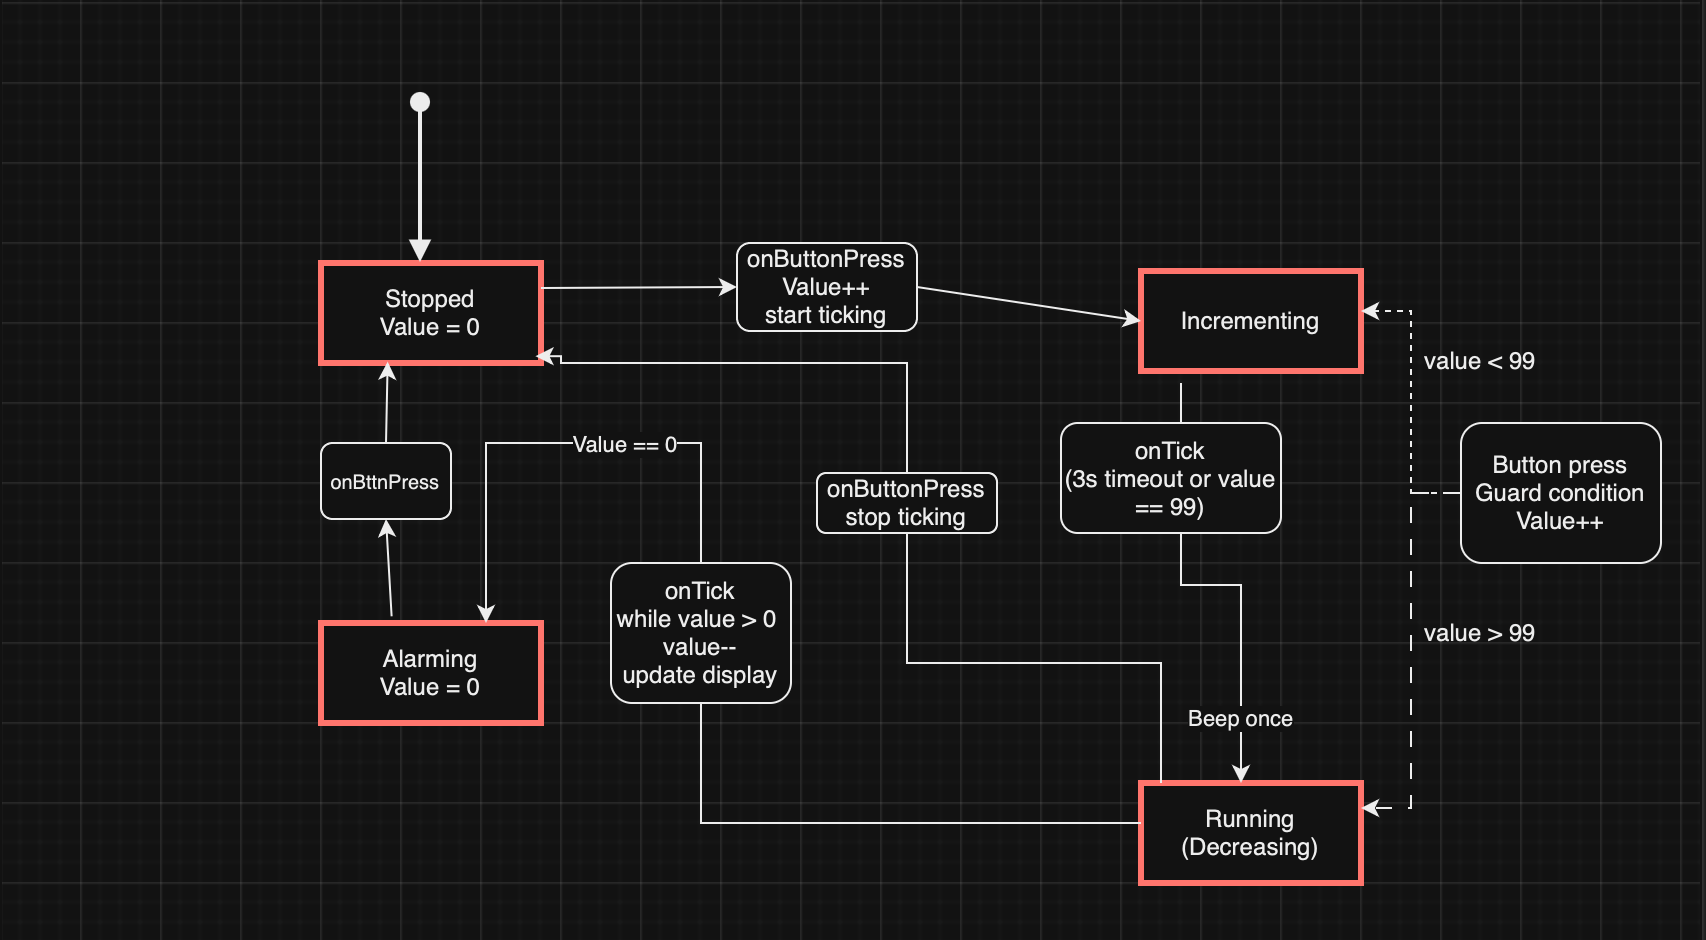 Stopped
Value = 0
onButtonPress
Value++
start ticking
Incrementing
value < 99
Value == 0
onBttnPress
onButtonPress
stop ticking
onTick
(3s timeout or value
== 99)
Button press
Guard condition
Value++
onTick
while value > 0
value--
update display
value > 99
Alarming
Value = 0
Beep once
Running
(Decreasing)